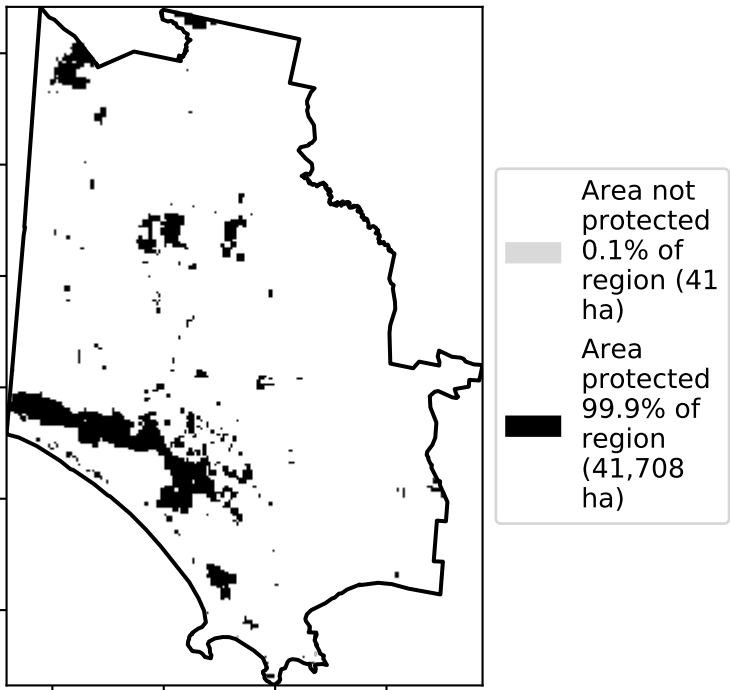 Area not
protected
0.1% of
region (41
ha)
Area
protected
99.9% of
region
(41,708
ha)